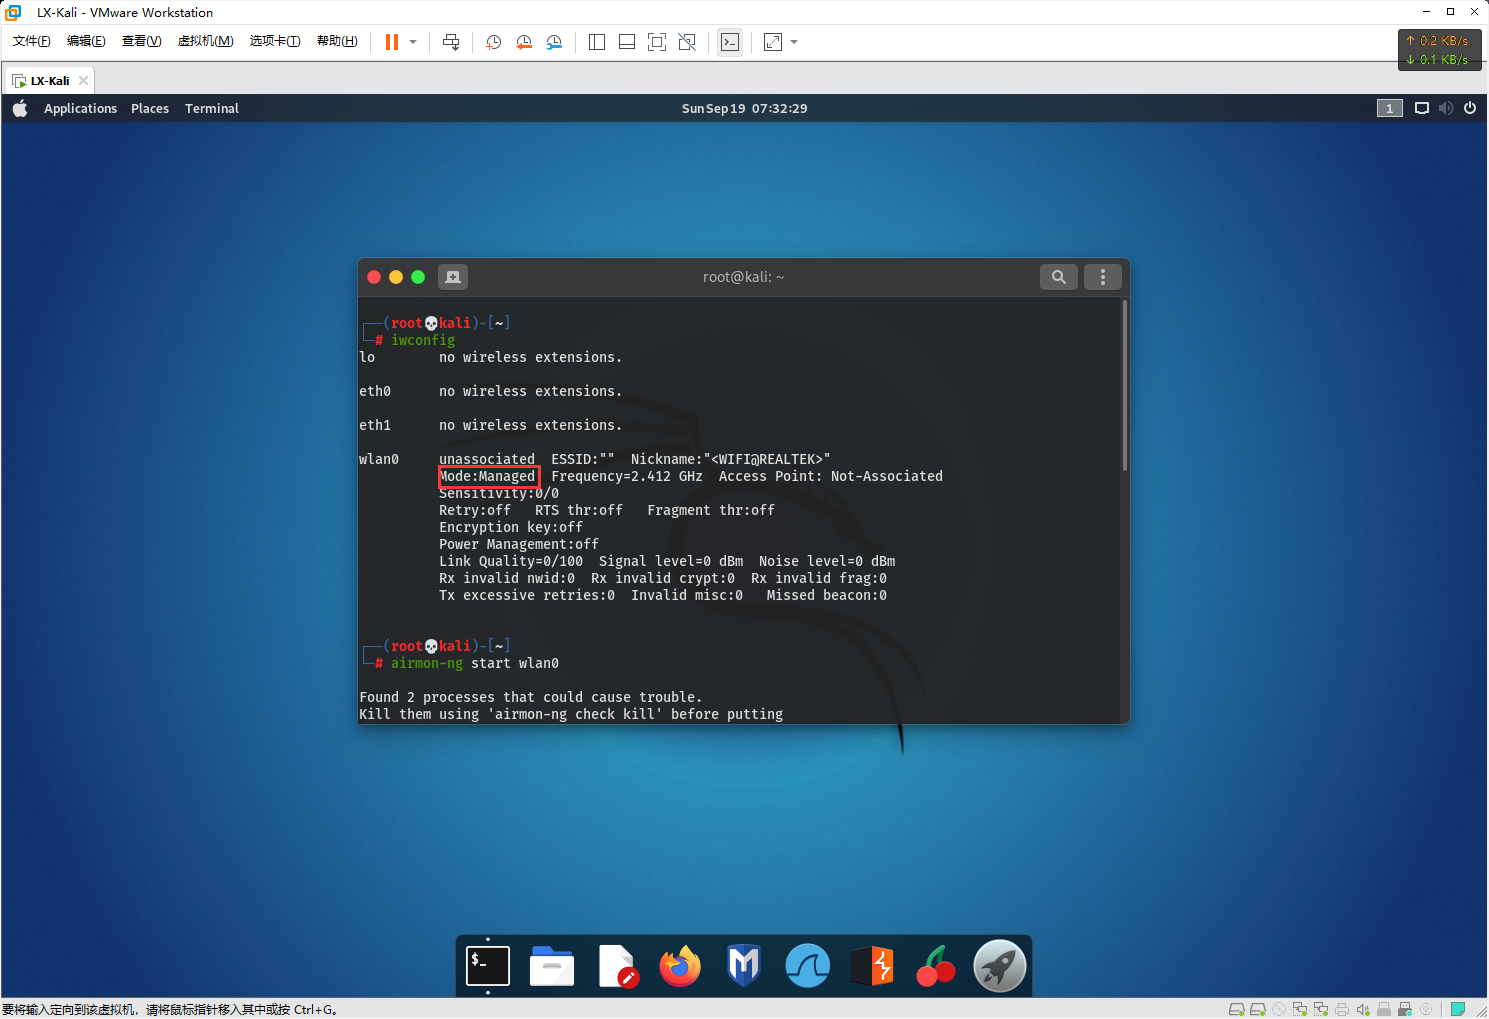 LX-Kali - VMware Workstation
文件(F) 编辑(E) 查看(V) 虚拟机(M) 选项卡(T) 帮助(H)
↑ 0.2 KB/s
↓ 0.1 KB/s
LX-Kali
Applications Places Terminal Sun Sep 19 07:32:29 1
root@kali: ~
┌──(root💀kali)-[~]
└─# iwconfig
lo no wireless extensions.
eth0 no wireless extensions.
eth1 no wireless extensions.
wlan0 unassociated ESSID:"" Nickname:"<WIFI@REALTEK>"
Mode:Managed Frequency=2.412 GHz Access Point: Not-Associated
Sensitivity:0/0
Retry:off RTS thr:off Fragment thr:off
Encryption key:off
Power Management:off
Link Quality=0/100 Signal level=0 dBm Noise level=0 dBm
Rx invalid nwid:0 Rx invalid crypt:0 Rx invalid frag:0
Tx excessive retries:0 Invalid misc:0 Missed beacon:0
┌──(root💀kali)-[~]
└─# airmon-ng start wlan0
Found 2 processes that could cause trouble.
Kill them using 'airmon-ng check kill' before putting
$_
要将输入定向到该虚拟机，请将鼠标指针移入其中或按 Ctrl+G。